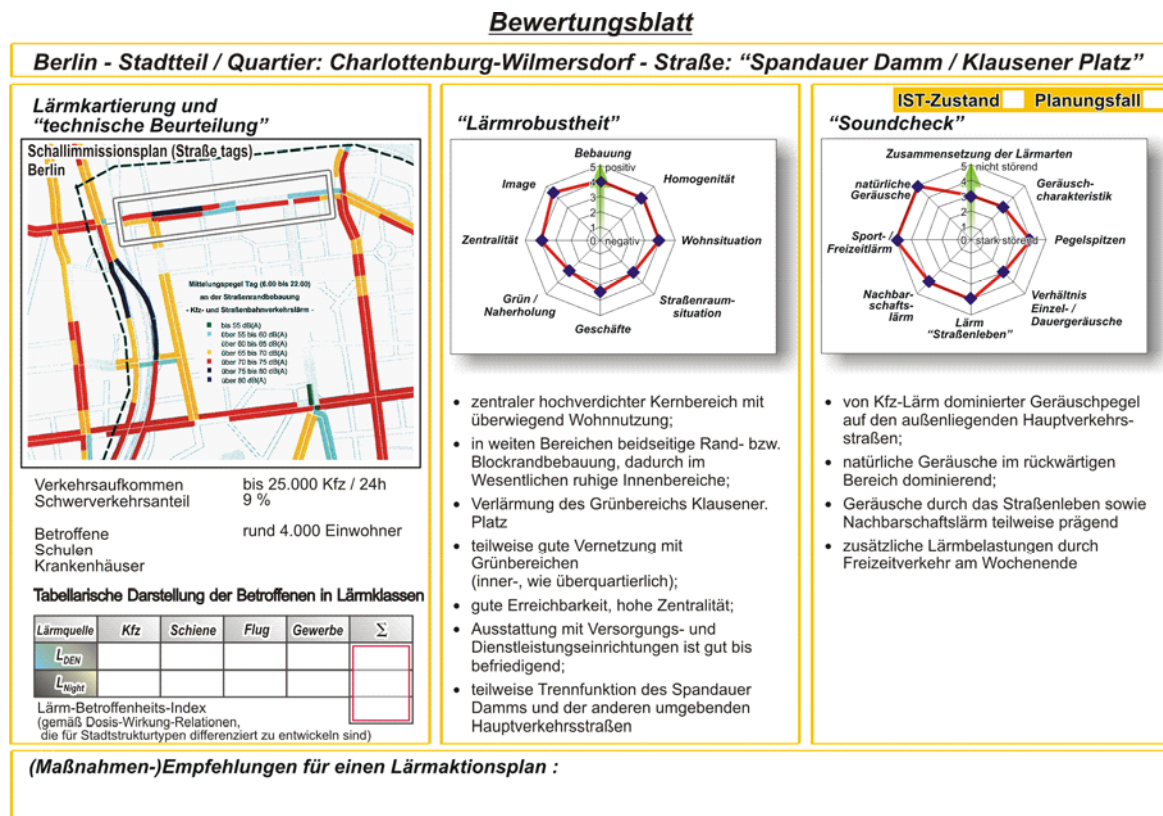 Bewertungsblatt
Berlin - Stadtteil / Quartier: Charlottenburg-Wilmersdorf - Straße: “Spandauer Damm / Klausener Platz”
Lärmkartierung und
“technische Beurteilung”
Schallimmissionsplan (Straße tags)
Berlin
Mittelungspegel Tag (6.00 bis 22.00)
an der Straßenrandbebauung
- Kfz- und Straßenbahnverkehrslärm -
bis 55 dB(A)
über 55 bis 60 dB(A)
über 60 bis 65 dB(A)
über 65 bis 70 dB(A)
über 70 bis 75 dB(A)
über 75 bis 80 dB(A)
über 80 dB(A)
Verkehrsaufkommen bis 25.000 Kfz / 24h
Schwerverkehrsanteil 9 %
Betroffene rund 4.000 Einwohner
Schulen
Krankenhäuser
Tabellarische Darstellung der Betroffenen in Lärmklassen
Lärmquelle Kfz Schiene Flug Gewerbe Σ
LDEN
LNight
Lärm-Betroffenheits-Index
(gemäß Dosis-Wirkung-Relationen,
die für Stadtstrukturtypen differenziert zu entwickeln sind)
“Lärmrobustheit”
Bebauung
5 positiv
4
3
2
1
0 negativ
Image
Homogenität
Zentralität
Wohnsituation
Grün /
Naherholung
Straßenraum-
situation
Geschäfte
• zentraler hochverdichter Kernbereich mit
überwiegend Wohnnutzung;
• in weiten Bereichen beidseitige Rand- bzw.
Blockrandbebauung, dadurch im
Wesentlichen ruhige Innenbereiche;
• Verlärmung des Grünbereichs Klausener.
Platz
• teilweise gute Vernetzung mit
Grünbereichen
(inner-, wie überquartierlich);
• gute Erreichbarkeit, hohe Zentralität;
• Ausstattung mit Versorgungs- und
Dienstleistungseinrichtungen ist gut bis
befriedigend;
• teilweise Trennfunktion des Spandauer
Damms und der anderen umgebenden
Hauptverkehrsstraßen
IST-Zustand Planungsfall
“Soundcheck”
Zusammensetzung der Lärmarten
5 nicht störend
4
3
2
1
0 stark störend
natürliche
Geräusche
Geräusch-
charakteristik
Sport- /
Freizeitlärm
Pegelspitzen
Nachbar-
schafts-
lärm
Verhältnis
Einzel- /
Dauergeräusche
Lärm
“Straßenleben”
• von Kfz-Lärm dominierter Geräuschpegel
auf den außenliegenden Hauptverkehrs-
straßen;
• natürliche Geräusche im rückwärtigen
Bereich dominierend;
• Geräusche durch das Straßenleben sowie
Nachbarschaftslärm teilweise prägend
• zusätzliche Lärmbelastungen durch
Freizeitverkehr am Wochenende
(Maßnahmen-)Empfehlungen für einen Lärmaktionsplan :